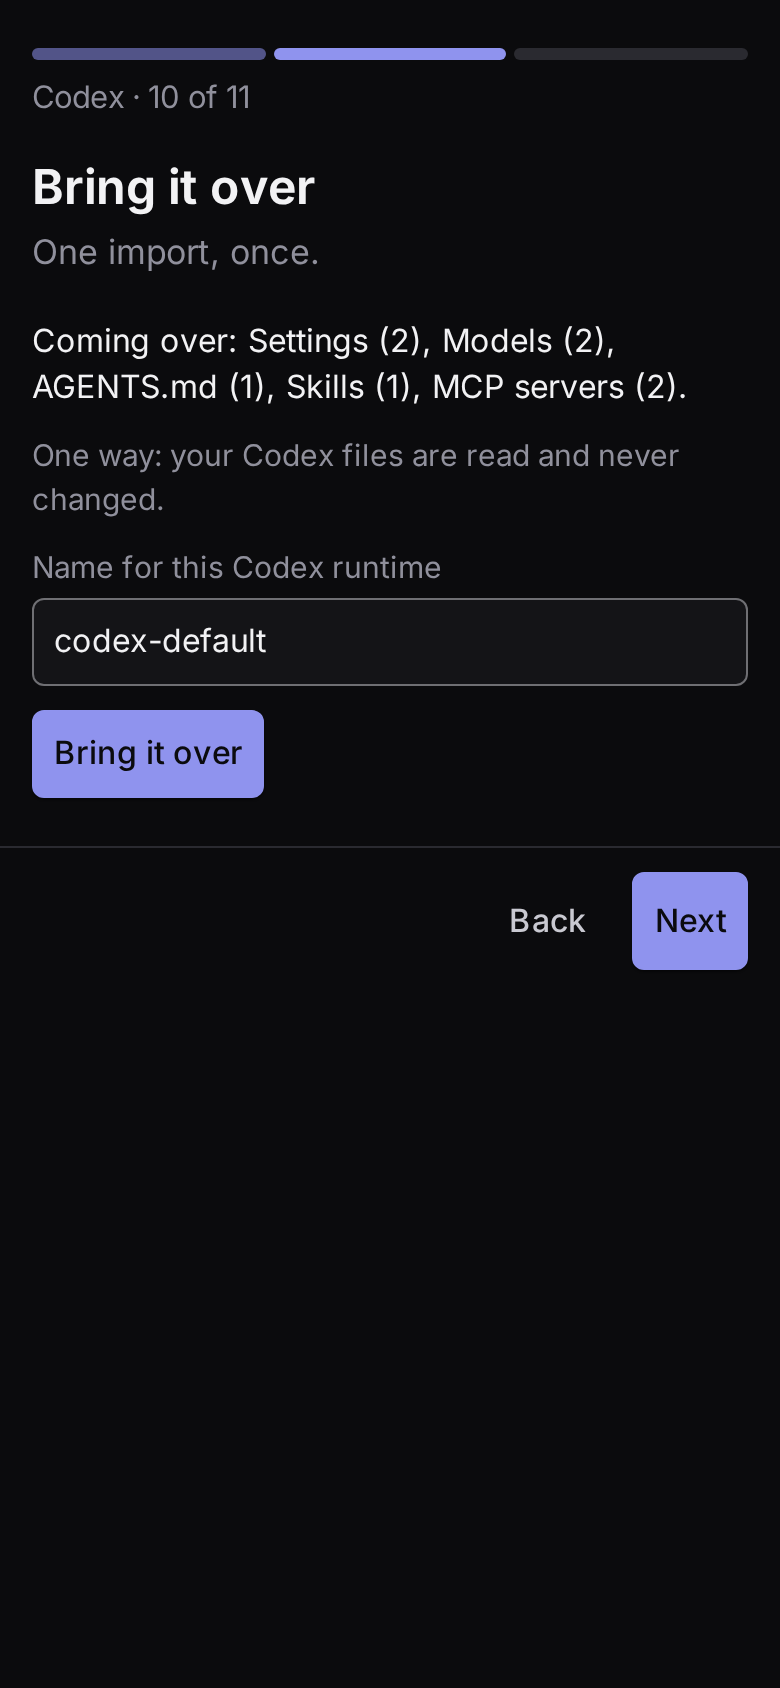 Codex · 10 of 11
Bring it over
One import, once.
Coming over: Settings (2), Models (2),
AGENTS.md (1), Skills (1), MCP servers (2).
One way: your Codex files are read and never
changed.
Name for this Codex runtime
codex-default
Bring it over
Back
Next